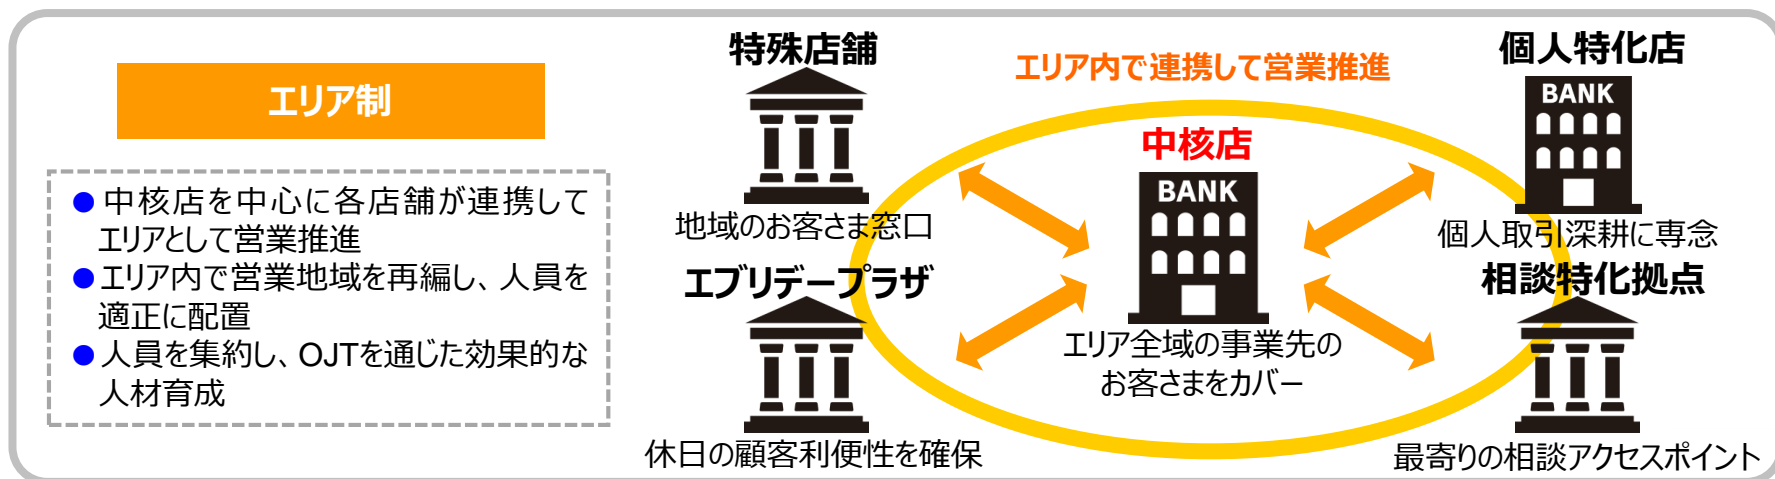 エリア制
●中核店を中心に各店舗が連携して
エリアとして営業推進
●エリア内で営業地域を再編し、人員を
適正に配置
●人員を集約し、OJTを通じた効果的な
人材育成
特殊店舗
地域のお客さま窓口
エブリデープラザ
休日の顧客利便性を確保
エリア内で連携して営業推進
中核店
BANK
エリア全域の事業先の
お客さまをカバー
個人特化店
BANK
個人取引深耕に専念
相談特化拠点
最寄りの相談アクセスポイント